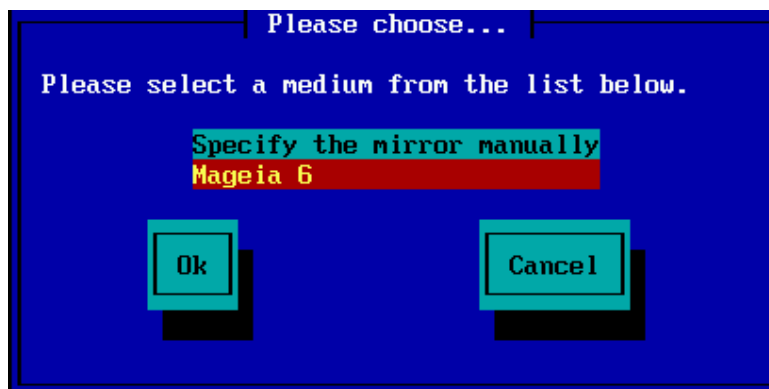 Please choose...
Please select a medium from the list below.
Specify the mirror manually
Mageia 6
Ok Cancel